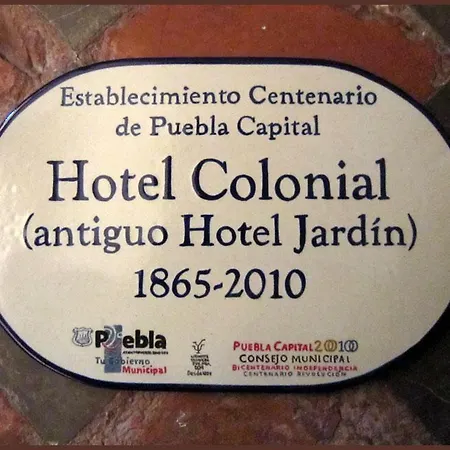 Establecimiento Centenario
de Puebla Capital
Hotel Colonial
(antiguo Hotel Jardín)
1865-2010
Puebla
Tu Gobierno
Municipal
PUEBLA CAPITAL 2010
CONSEJO MUNICIPAL
BICENTENARIO INDEPENDENCIA
CENTENARIO REVOLUCIÓN